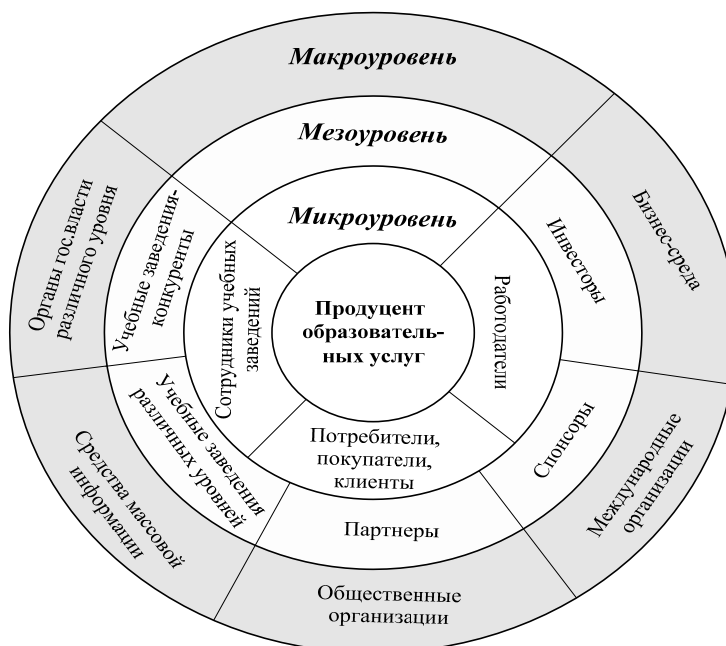 Макроуровень
Мезоуровень
Микроуровень
Продуцент
образователь-
ных услуг
Сотрудники учебных
заведений
Работодатели
Потребители,
покупатели,
клиенты
Учебные заведения-
конкуренты
Инвесторы
Учебные заведения
различных уровней
Спонсоры
Партнеры
Органы гос.власти
различного уровня
Бизнес-среда
Средства массовой
информации
Международные
организации
Общественные
организации